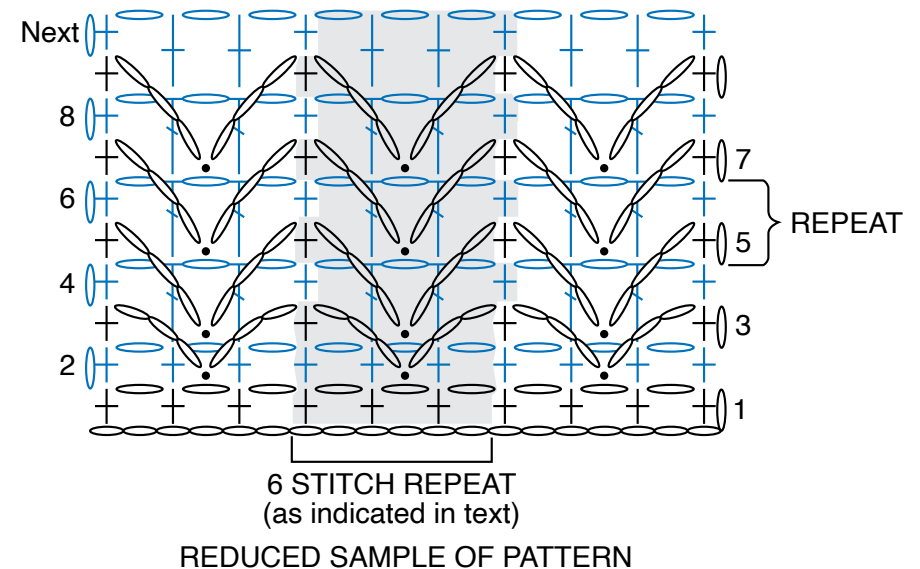 Next
8
7
6
REPEAT
5
4
3
2
1
6 STITCH REPEAT
(as indicated in text)
REDUCED SAMPLE OF PATTERN